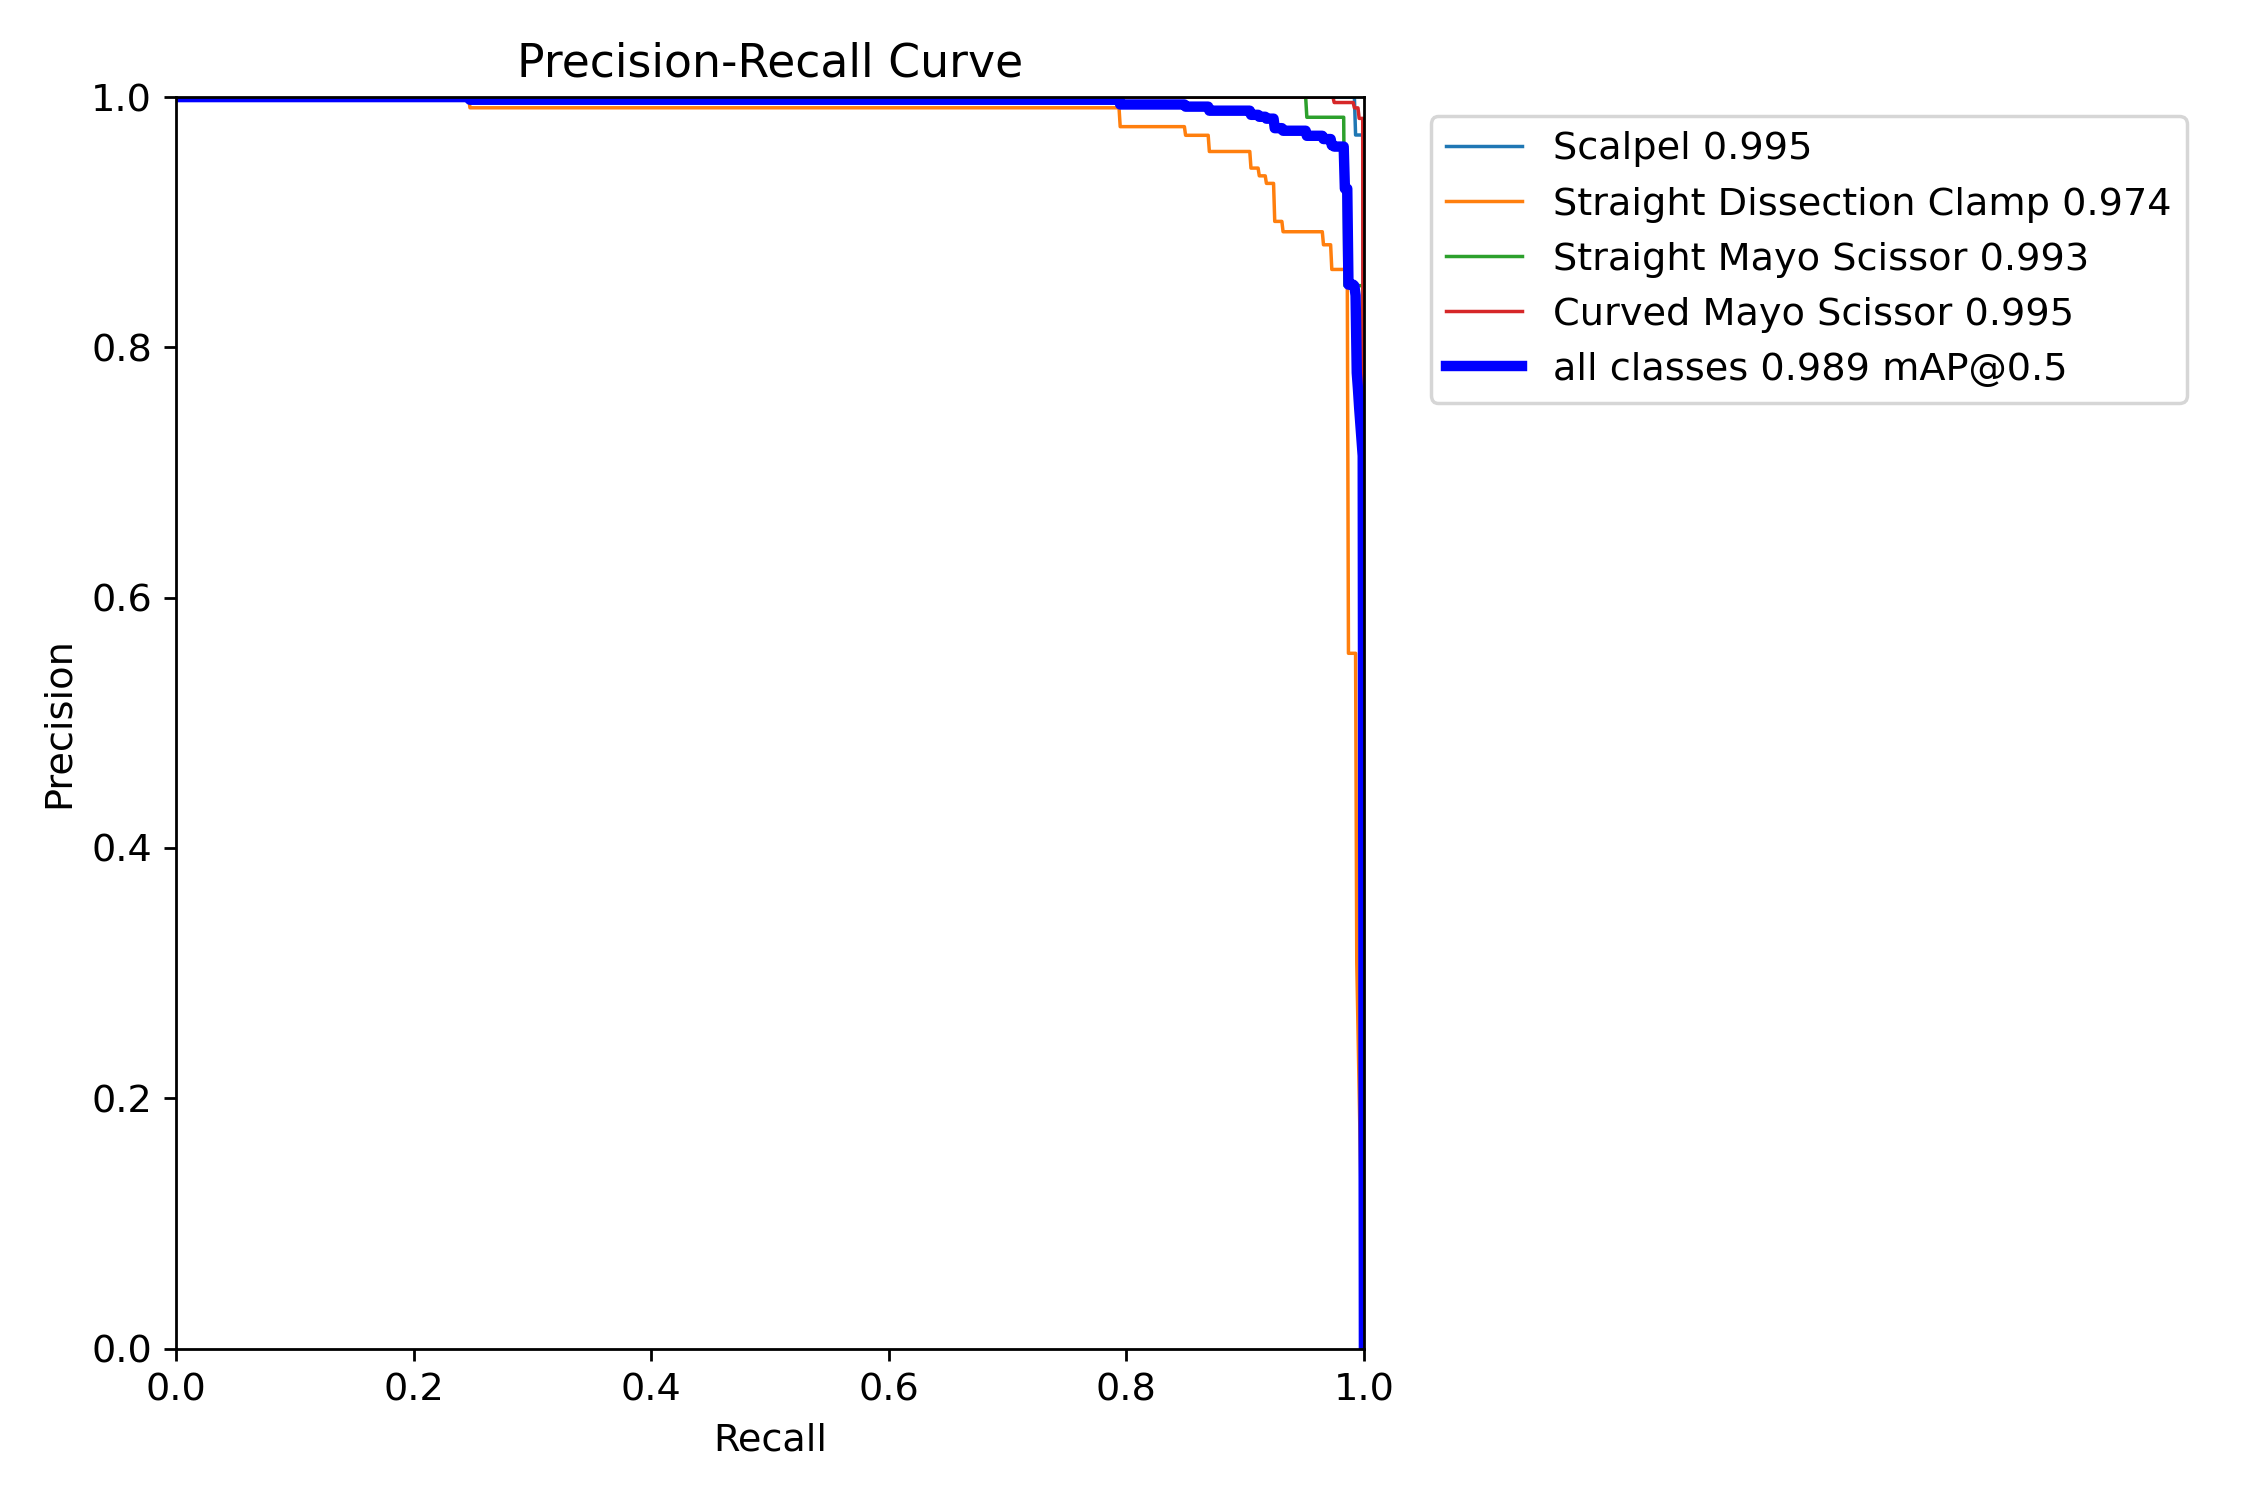 Precision-Recall Curve
1.0
0.8
0.6
0.4
0.2
0.0
Precision
0.0 0.2 0.4 0.6 0.8 1.0
Recall
Scalpel 0.995
Straight Dissection Clamp 0.974
Straight Mayo Scissor 0.993
Curved Mayo Scissor 0.995
all classes 0.989 mAP@0.5